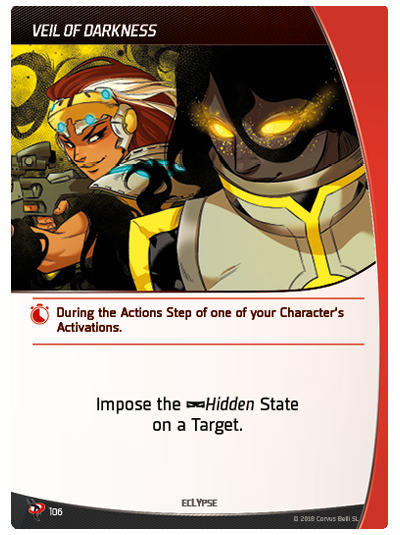 VEIL OF DARKNESS
During the Actions Step of one of your Character's
Activations.
Impose the Hidden State
on a Target.
106
ECLYPSE
© 2018 Corvus Belli SL